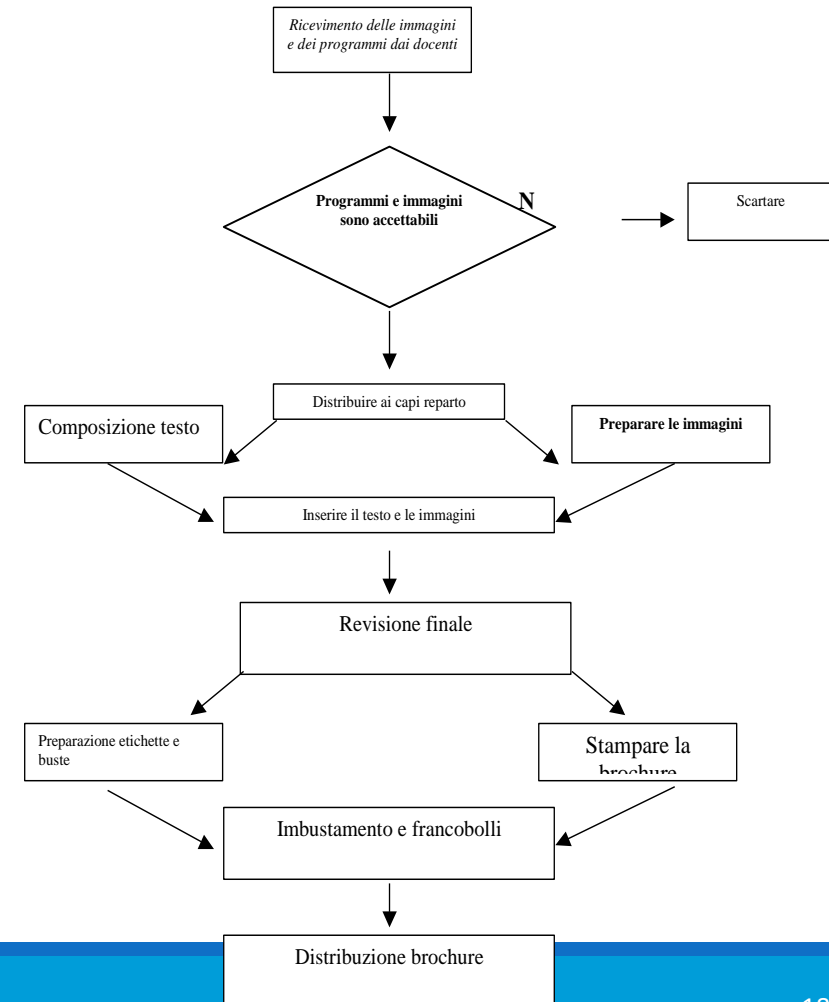 Ricevimento delle immagini
e dei programmi dai docenti
Programmi e immagini
sono accettabili
N
Scartare
Distribuire ai capi reparto
Composizione testo
Preparare le immagini
Inserire il testo e le immagini
Revisione finale
Preparazione etichette e
buste
Stampare la
brochure
Imbustamento e francobolli
Distribuzione brochure